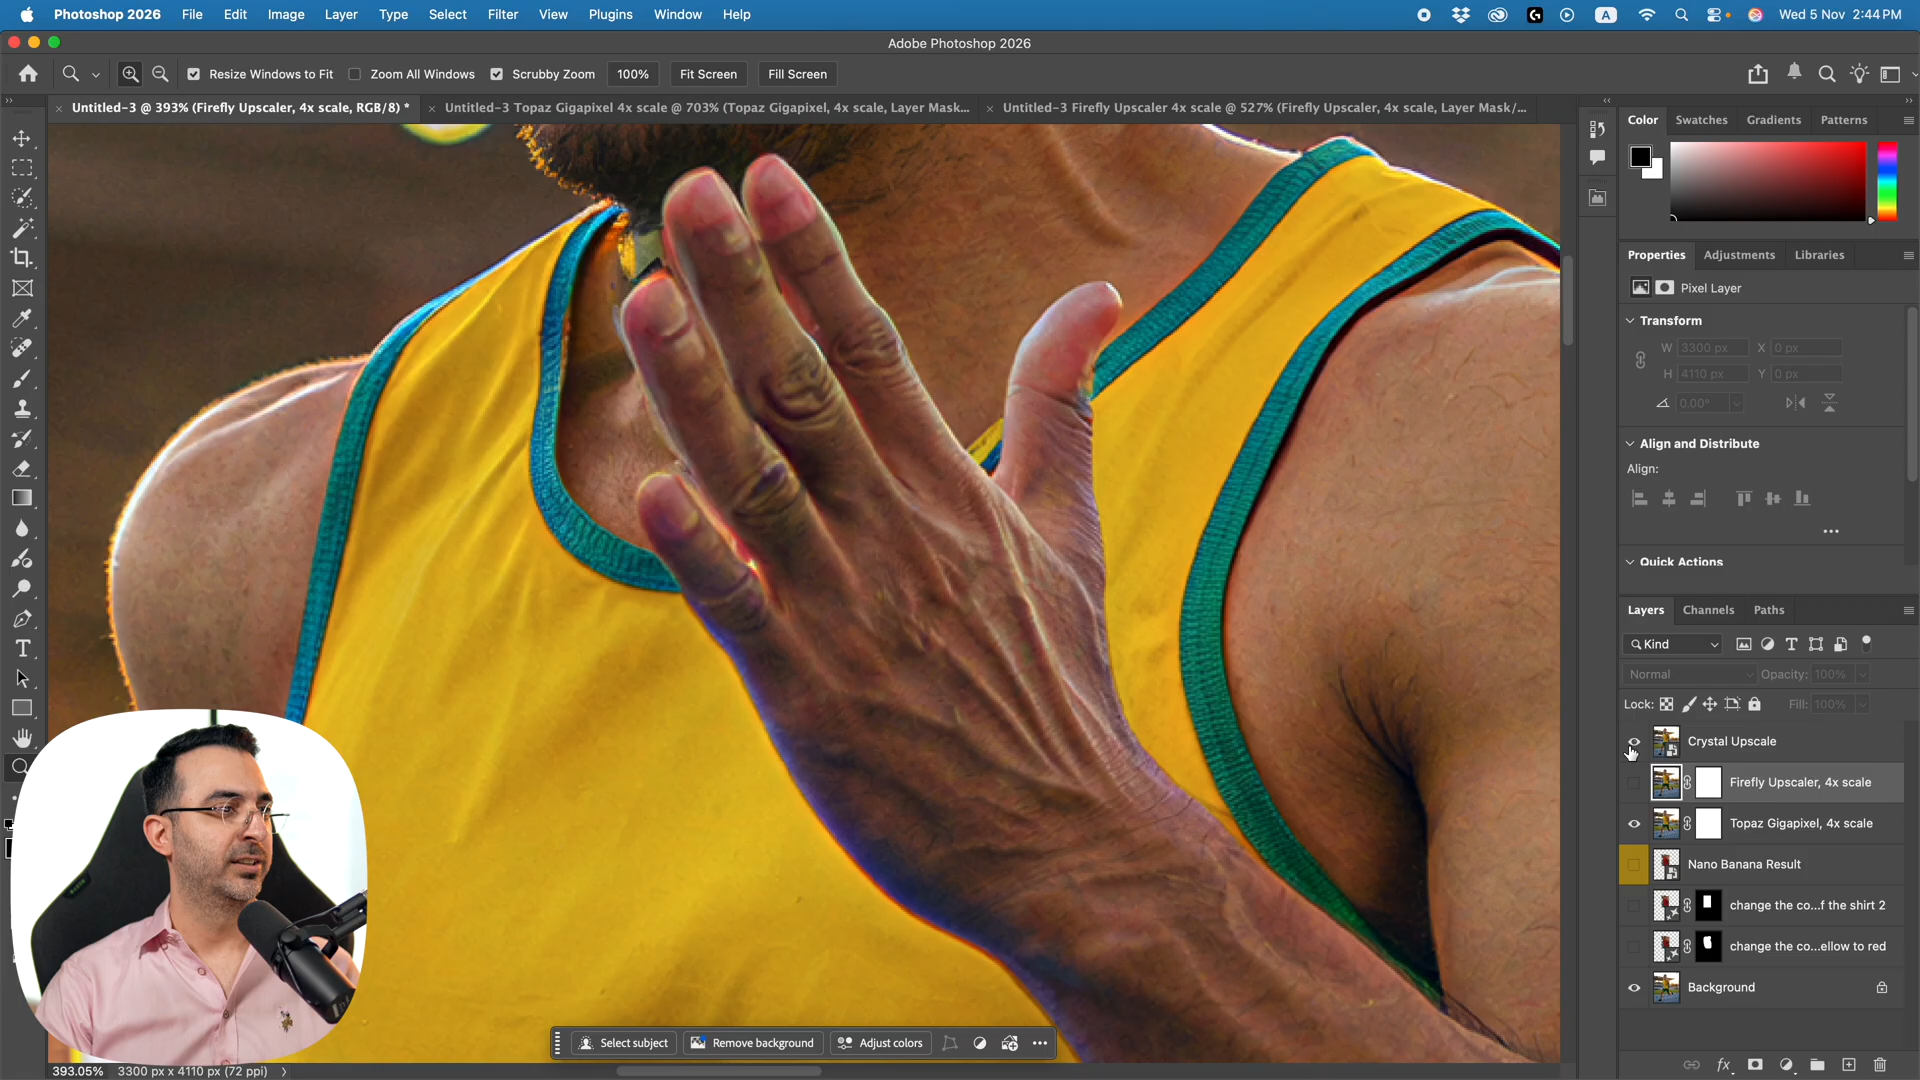 Photoshop 2026 File Edit Image Layer Type Select Filter View Plugins Window Help
A Wed 5 Nov 2:44 PM
Adobe Photoshop 2026
Resize Windows to Fit Zoom All Windows Scrubby Zoom 100% Fit Screen Fill Screen
Untitled-3 @ 393% (Firefly Upscaler, 4x scale, RGB/8) *
Untitled-3 Topaz Gigapixel 4x scale @ 703% (Topaz Gigapixel, 4x scale, Layer Mask...
Untitled-3 Firefly Upscaler 4x scale @ 527% (Firefly Upscaler, 4x scale, Layer Mask/...
Color Swatches Gradients Patterns
Properties Adjustments Libraries
Pixel Layer
Transform
W 3300 px X 0 px
H 4110 px Y 0 px
0.00°
Align and Distribute
Align:
Quick Actions
Layers Channels Paths
Kind
Normal Opacity: 100%
Lock: Fill: 100%
Crystal Upscale
Firefly Upscaler, 4x scale
Topaz Gigapixel, 4x scale
Nano Banana Result
change the co...f the shirt 2
change the co...ellow to red
Background
fx
Select subject Remove background Adjust colors
393.05% 3300 px x 4110 px (72 ppi)